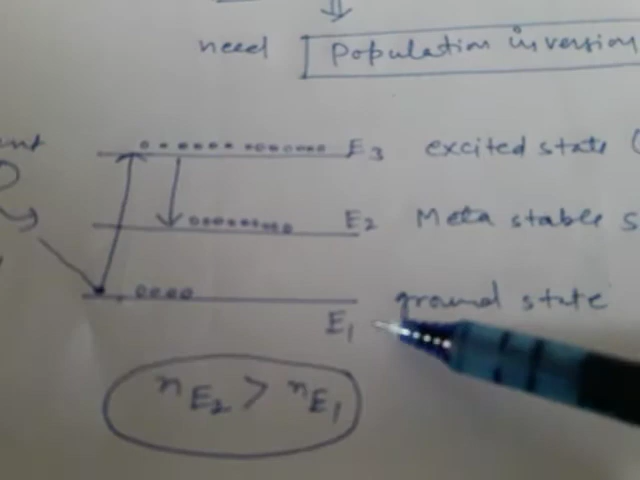 need Population inversion
E3 excited state (
E2 Meta stable s
ground state
E1
nE2 > nE1